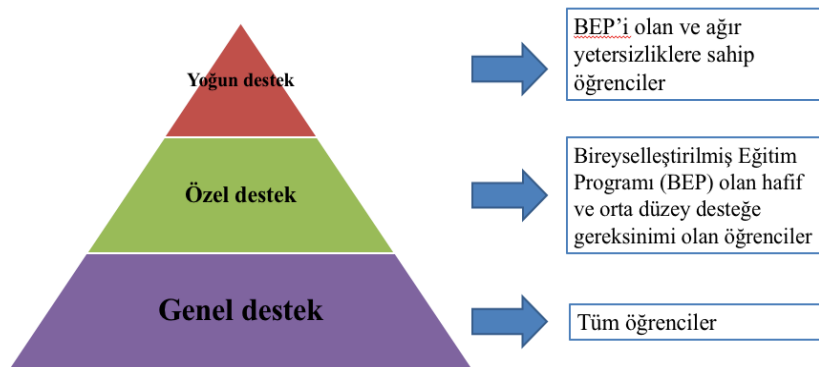 Yoğun destek
BEP'i olan ve ağır
yetersizliklere sahip
öğrenciler
Özel destek
Bireyselleştirilmiş Eğitim
Programı (BEP) olan hafif
ve orta düzey desteğe
gereksinimi olan öğrenciler
Genel destek
Tüm öğrenciler